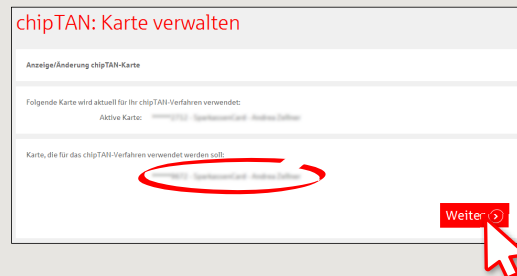 chipTAN: Karte verwalten
Anzeige/Änderung chipTAN-Karte
Folgende Karte wird aktuell für Ihr chipTAN-Verfahren verwendet:
Aktive Karte:
Karte, die für das chipTAN-Verfahren verwendet werden soll:
Weiter